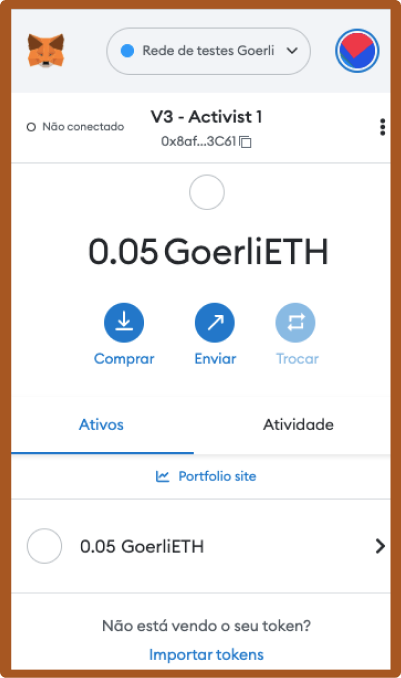 Rede de testes Goerli
Não conectado
V3 - Activist 1
0x8af...3C61
0.05 GoerliETH
Comprar
Enviar
Trocar
Ativos
Atividade
Portfolio site
0.05 GoerliETH
Não está vendo o seu token?
Importar tokens